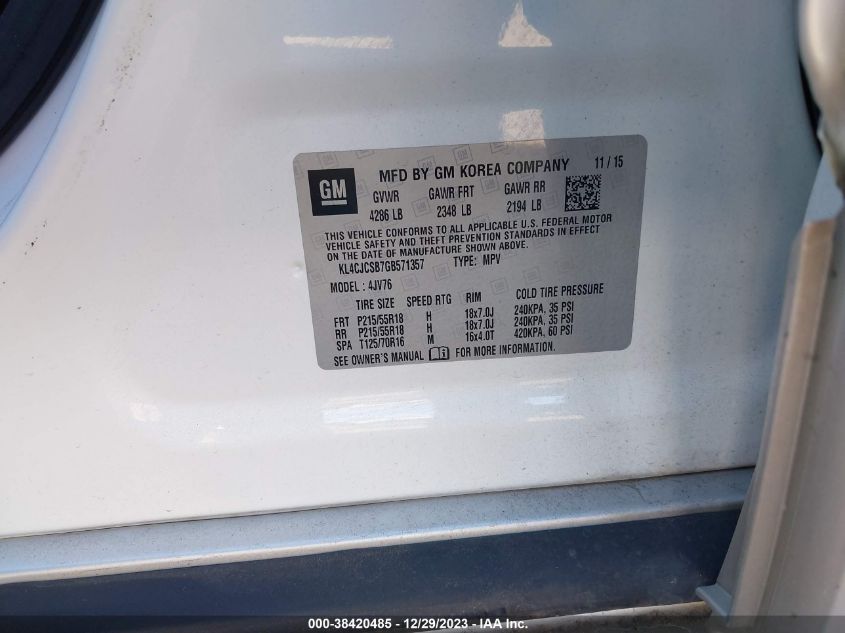 GM
MFD BY GM KOREA COMPANY 11 / 15
GVWR GAWR FRT GAWR RR
4286 LB 2348 LB 2194 LB
THIS VEHICLE CONFORMS TO ALL APPLICABLE U.S. FEDERAL MOTOR
VEHICLE SAFETY AND THEFT PREVENTION STANDARDS IN EFFECT
ON THE DATE OF MANUFACTURE SHOWN ABOVE.
KL4CJCSB7GB571357 TYPE: MPV
MODEL : 4JV76
TIRE SIZE SPEED RTG RIM COLD TIRE PRESSURE
FRT P215/55R18 H 18x7.0J 240KPA, 35 PSI
RR P215/55R18 H 18x7.0J 240KPA, 35 PSI
SPA T125/70R16 M 16x4.0T 420KPA, 60 PSI
SEE OWNER'S MANUAL FOR MORE INFORMATION.
000-38420485 - 12/29/2023 - IAA Inc.